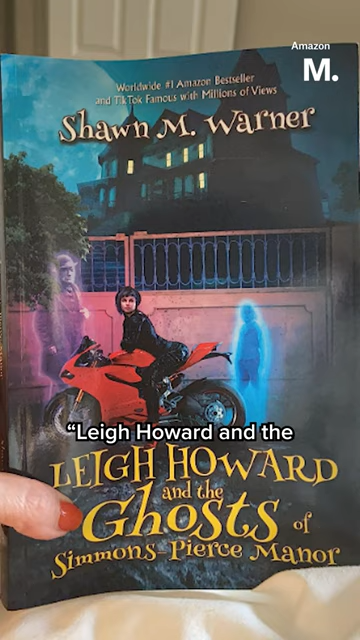 Amazon
M.
Worldwide #1 Amazon Bestseller
and TikTok Famous with Millions of Views
Shawn M. Warner
“Leigh Howard and the
LEIGH HOWARD
and the
Ghosts of
Simmons-Pierce Manor